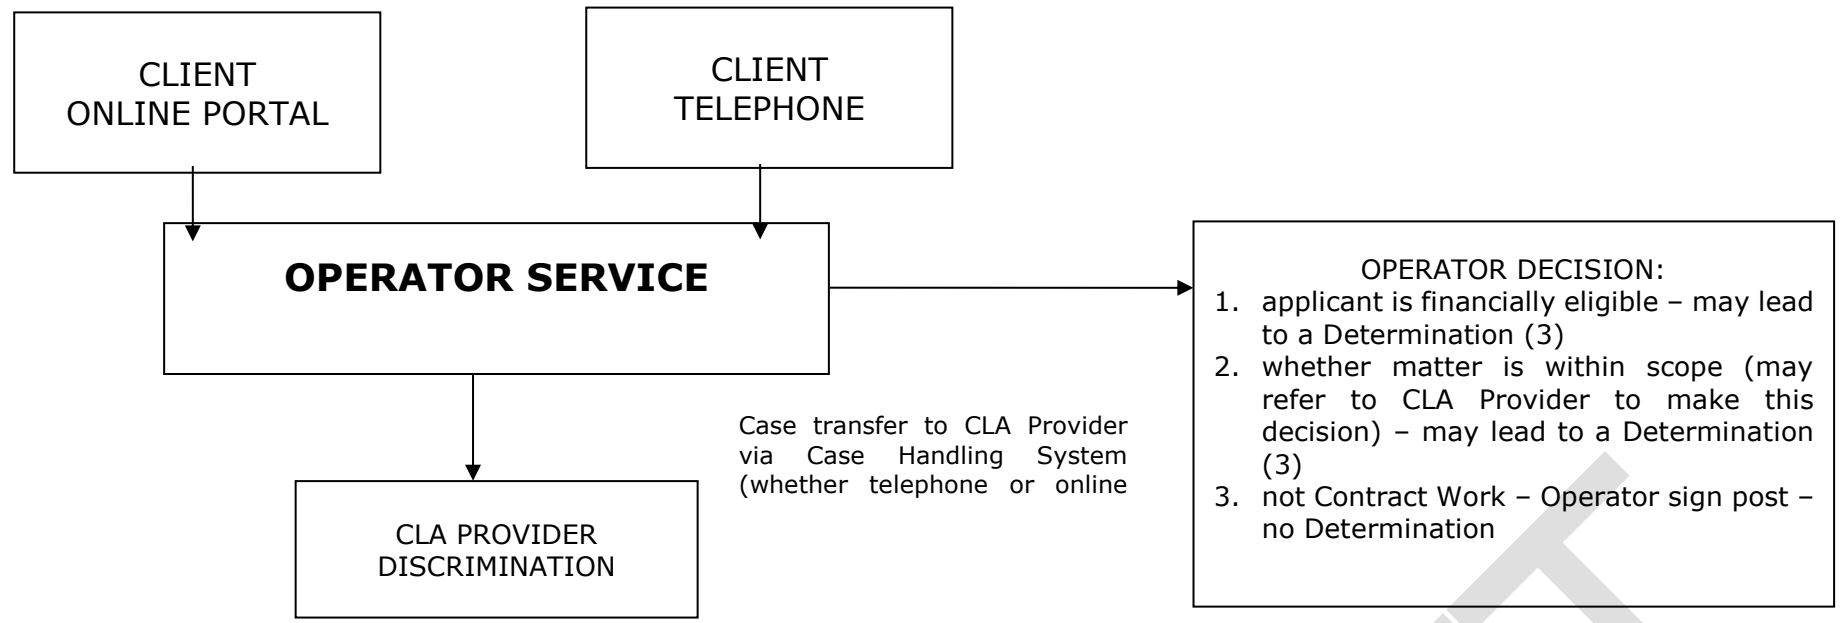 CLIENT
ONLINE PORTAL
CLIENT
TELEPHONE
OPERATOR SERVICE
OPERATOR DECISION:
1. applicant is financially eligible – may lead
to a Determination (3)
2. whether matter is within scope (may
refer to CLA Provider to make this
decision) – may lead to a Determination
(3)
3. not Contract Work – Operator sign post –
no Determination
Case transfer to CLA Provider
via Case Handling System
(whether telephone or online
CLA PROVIDER
DISCRIMINATION